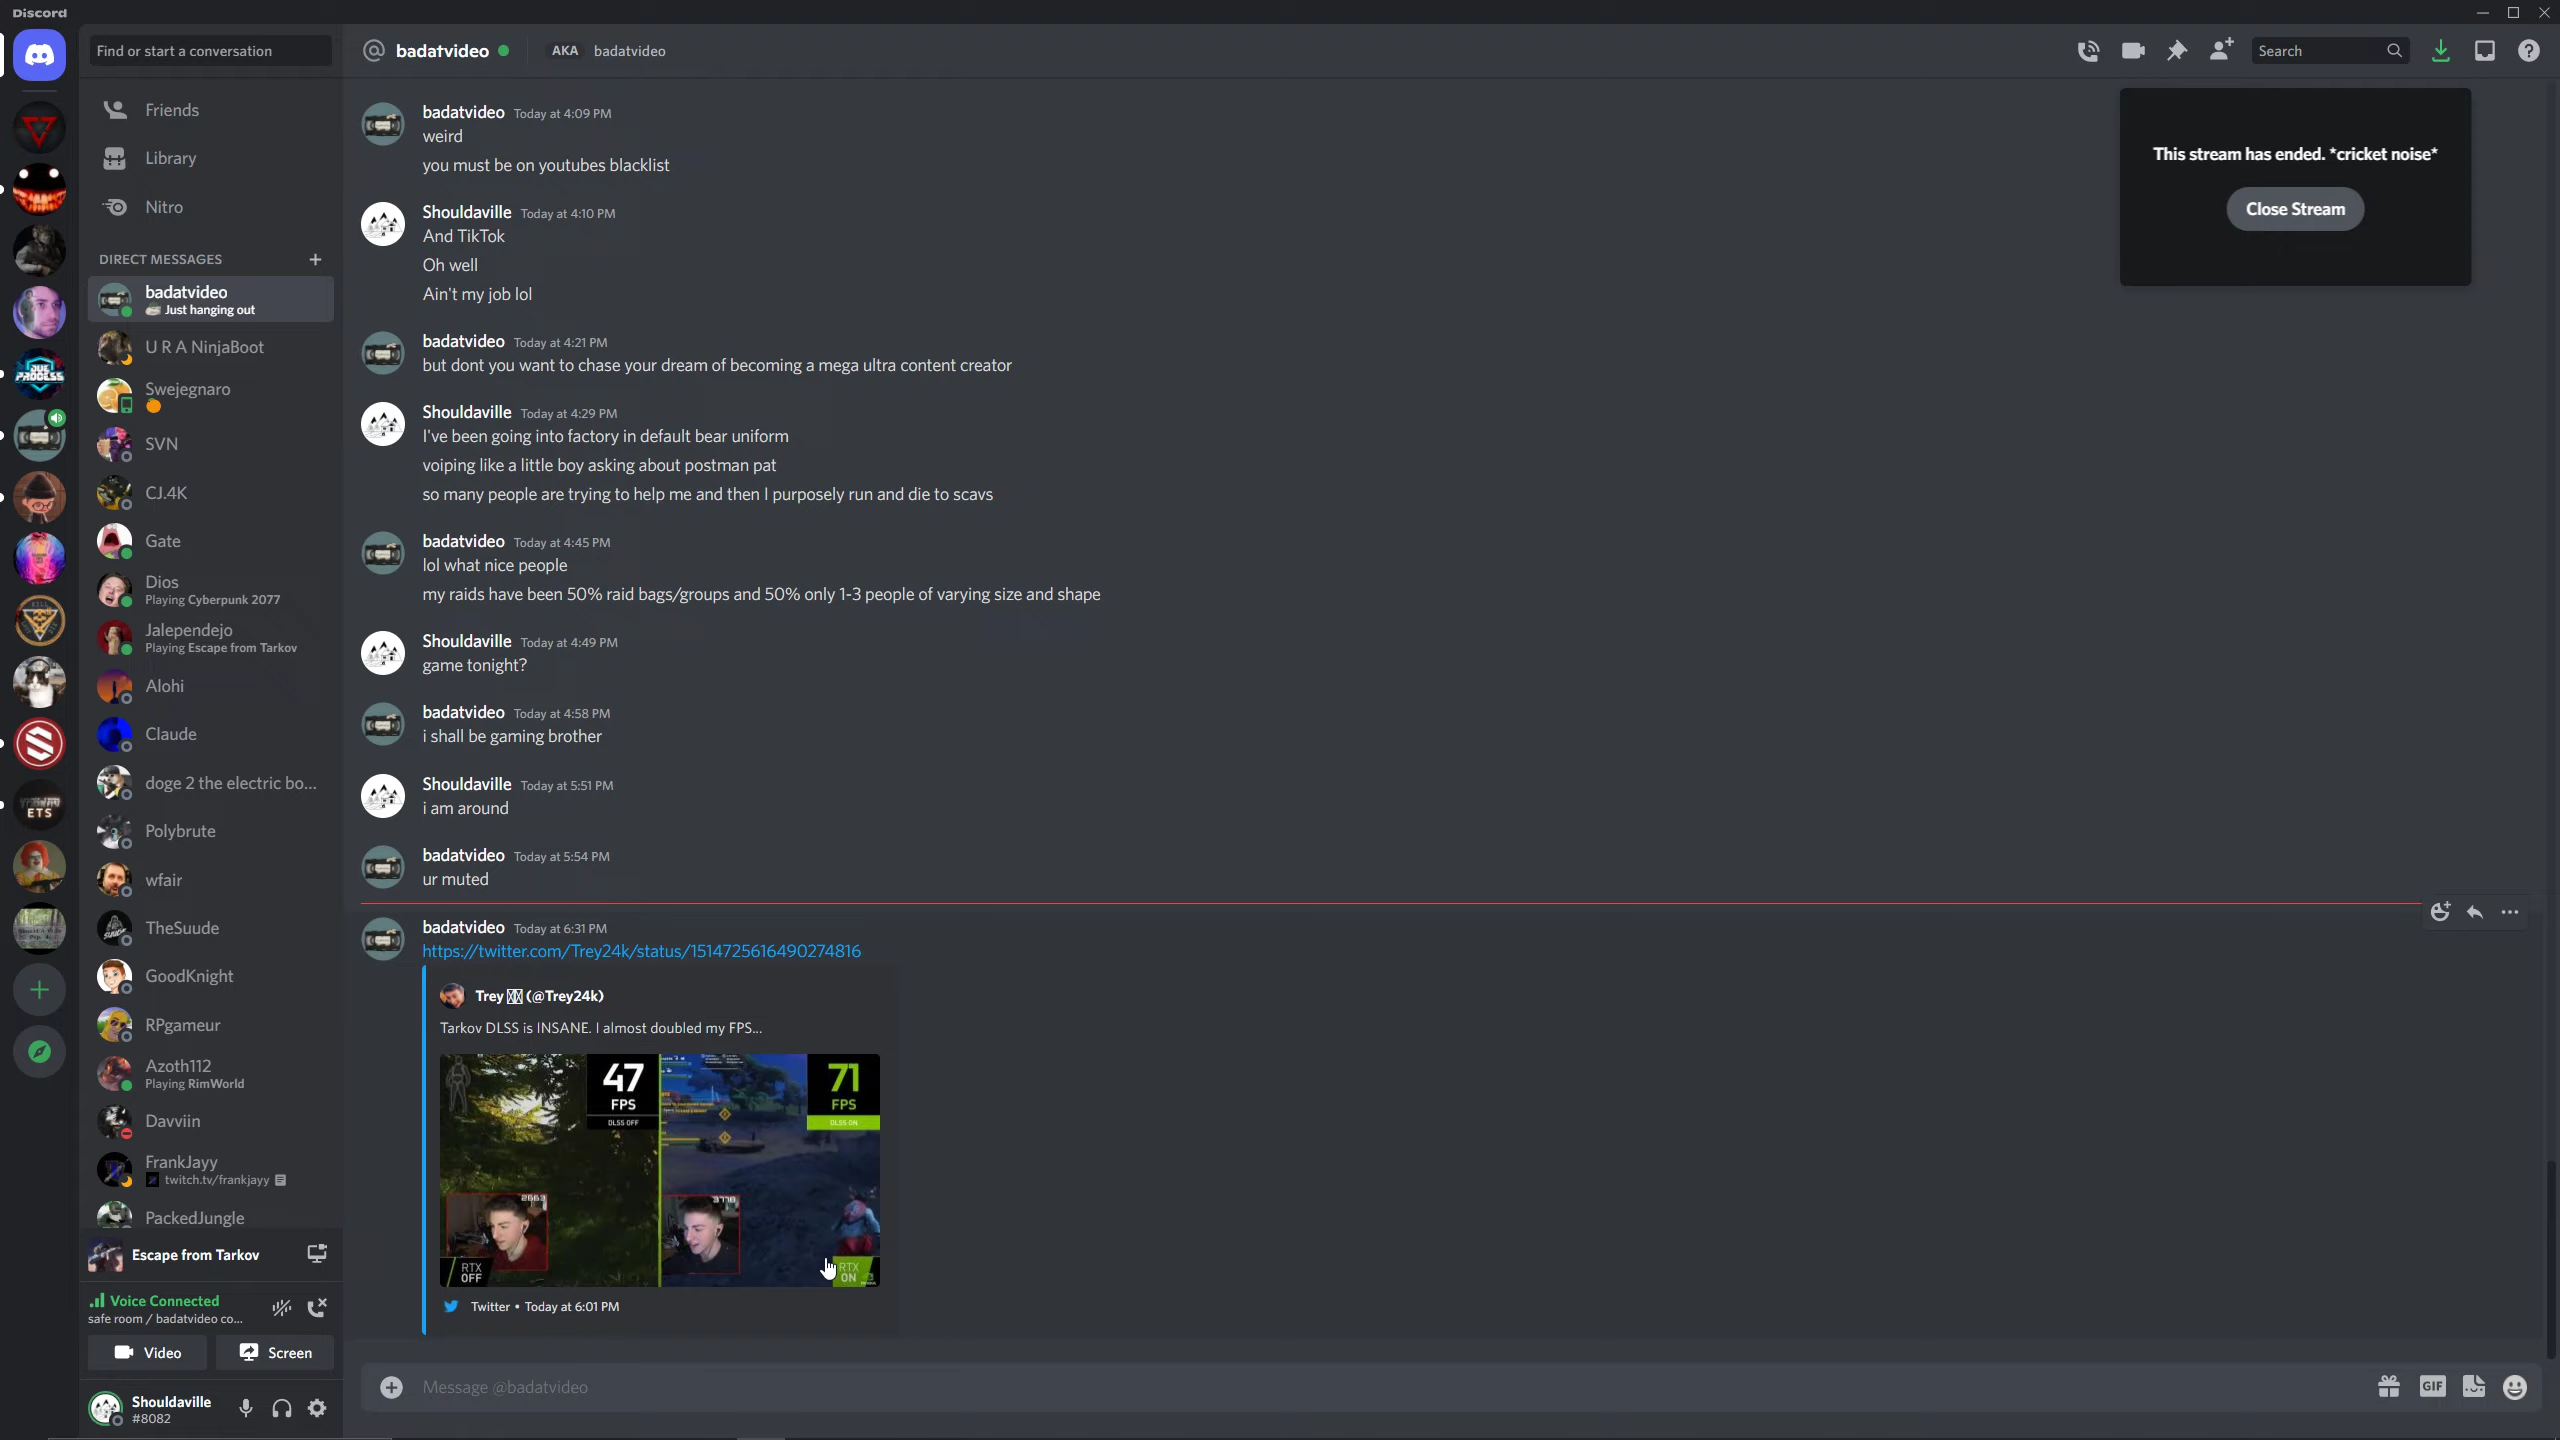 Discord
Find or start a conversation
Friends
Library
Nitro
DIRECT MESSAGES
badatvideo
Just hanging out
U R A NinjaBoot
Swejegnaro
SVN
CJ.4K
Gate
Dios
Playing Cyberpunk 2077
Jalependejo
Playing Escape from Tarkov
Alohi
Claude
doge 2 the electric bo...
Polybrute
wfair
TheSuude
GoodKnight
RPgameur
Azoth112
Playing RimWorld
Davviin
FrankJayy
twitch.tv/frankjayy
PackedJungle
Escape from Tarkov
Voice Connected
safe room / badatvideo co...
Video Screen
Shouldaville
#8082
DUE PROCESS
ETS
badatvideo AKA badatvideo
Search
This stream has ended. *cricket noise*
Close Stream
badatvideo Today at 4:09 PM
weird
you must be on youtubes blacklist
Shouldaville Today at 4:10 PM
And TikTok
Oh well
Ain't my job lol
badatvideo Today at 4:21 PM
but dont you want to chase your dream of becoming a mega ultra content creator
Shouldaville Today at 4:29 PM
I've been going into factory in default bear uniform
voiping like a little boy asking about postman pat
so many people are trying to help me and then I purposely run and die to scavs
badatvideo Today at 4:45 PM
lol what nice people
my raids have been 50% raid bags/groups and 50% only 1-3 people of varying size and shape
Shouldaville Today at 4:49 PM
game tonight?
badatvideo Today at 4:58 PM
i shall be gaming brother
Shouldaville Today at 5:51 PM
i am around
badatvideo Today at 5:54 PM
ur muted
badatvideo Today at 6:31 PM
https://twitter.com/Trey24k/status/1514725616490274816
Trey (@Trey24k)
Tarkov DLSS is INSANE. I almost doubled my FPS...
47
FPS
DLSS OFF
71
FPS
DLSS ON
2663
3778
RTX
OFF
RTX
ON
Twitter • Today at 6:01 PM
Message @badatvideo
GIF